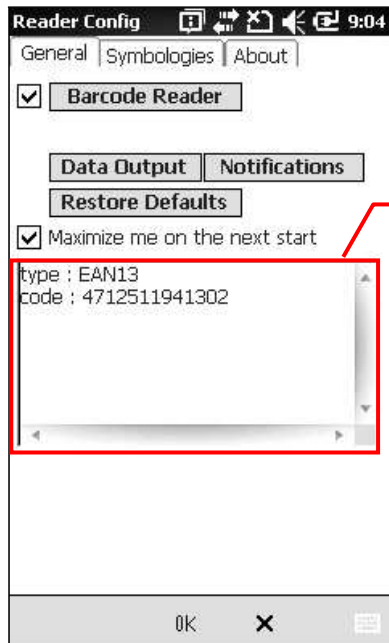 Reader Config 9:04
General Symbologies About
Barcode Reader
Data Output Notifications
Restore Defaults
Maximize me on the next start
type : EAN13
code : 4712511941302
OK